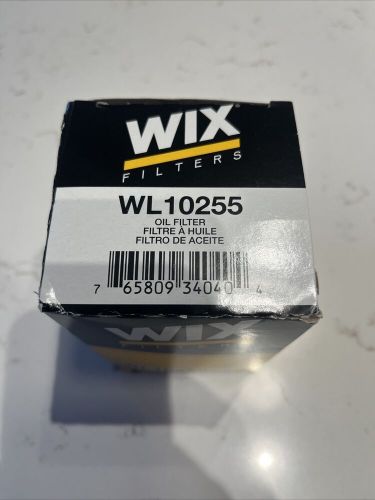 WIX
FILTERS
WL10255
OIL FILTER
FILTRE À HUILE
FILTRO DE ACEITE
7 65809 34040 4
WIX